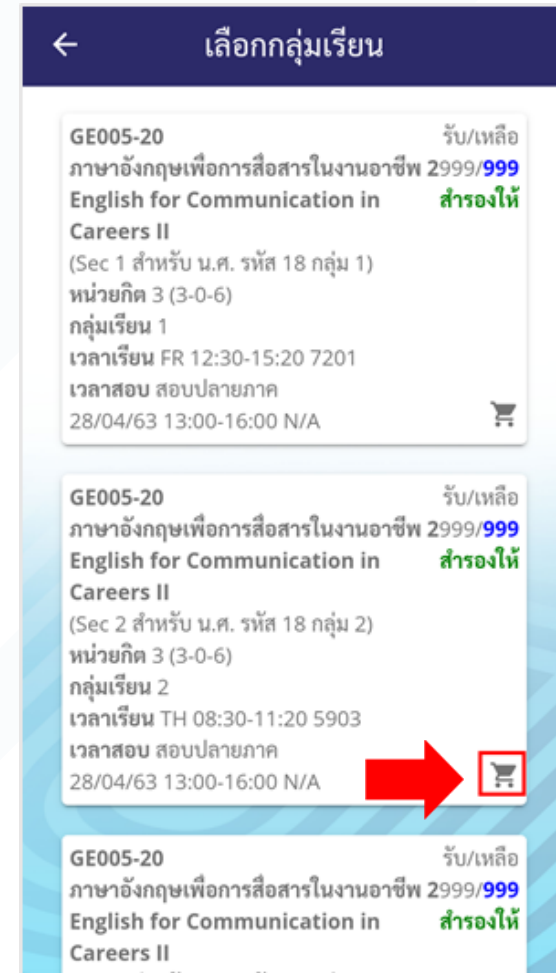 เลือกกลุ่มเรียน
GE005-20 รับ/เหลือ
ภาษาอังกฤษเพื่อการสื่อสารในงานอาชีพ 2 999/999
English for Communication in สำรองให้
Careers II
(Sec 1 สำหรับ น.ศ. รหัส 18 กลุ่ม 1)
หน่วยกิต 3 (3-0-6)
กลุ่มเรียน 1
เวลาเรียน FR 12:30-15:20 7201
เวลาสอบ สอบปลายภาค
28/04/63 13:00-16:00 N/A
GE005-20 รับ/เหลือ
ภาษาอังกฤษเพื่อการสื่อสารในงานอาชีพ 2 999/999
English for Communication in สำรองให้
Careers II
(Sec 2 สำหรับ น.ศ. รหัส 18 กลุ่ม 2)
หน่วยกิต 3 (3-0-6)
กลุ่มเรียน 2
เวลาเรียน TH 08:30-11:20 5903
เวลาสอบ สอบปลายภาค
28/04/63 13:00-16:00 N/A
GE005-20 รับ/เหลือ
ภาษาอังกฤษเพื่อการสื่อสารในงานอาชีพ 2 999/999
English for Communication in สำรองให้
Careers II